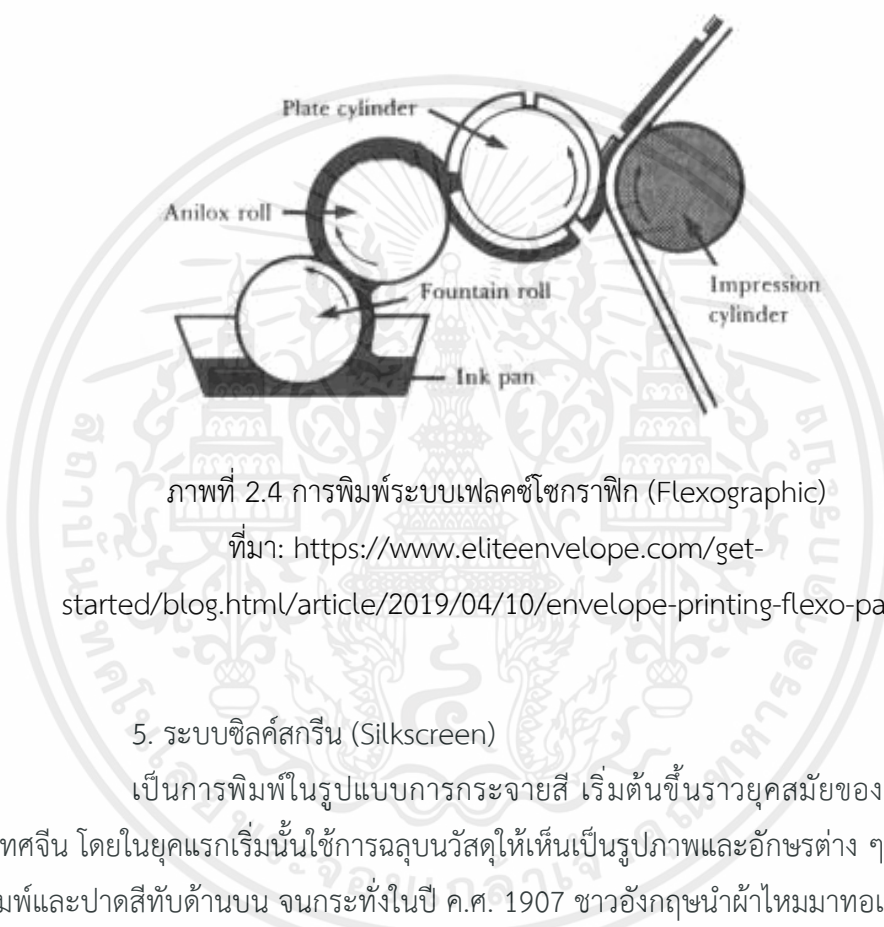 Plate cylinder
Anilox roll
Fountain roll
Impression
cylinder
Ink pan
ภาพที่ 2.4 การพิมพ์ระบบเฟลคซ์โซกราฟิก (Flexographic)
ที่มา: https://www.eliteenvelope.com/get-
started/blog.html/article/2019/04/10/envelope-printing-flexo-pa
5. ระบบซิลค์สกรีน (Silkscreen)
เป็นการพิมพ์ในรูปแบบการกระจายสี เริ่มต้นขึ้นราวยุคสมัยของ
ทศจีน โดยในยุคแรกเริ่มนั้นใช้การฉลุบนวัสดุให้เห็นเป็นรูปภาพและอักษรต่าง ๆ
มพ์และปาดสีทับด้านบน จนกระทั่งในปี ค.ศ. 1907 ชาวอังกฤษนำผ้าไหมมาทอเ